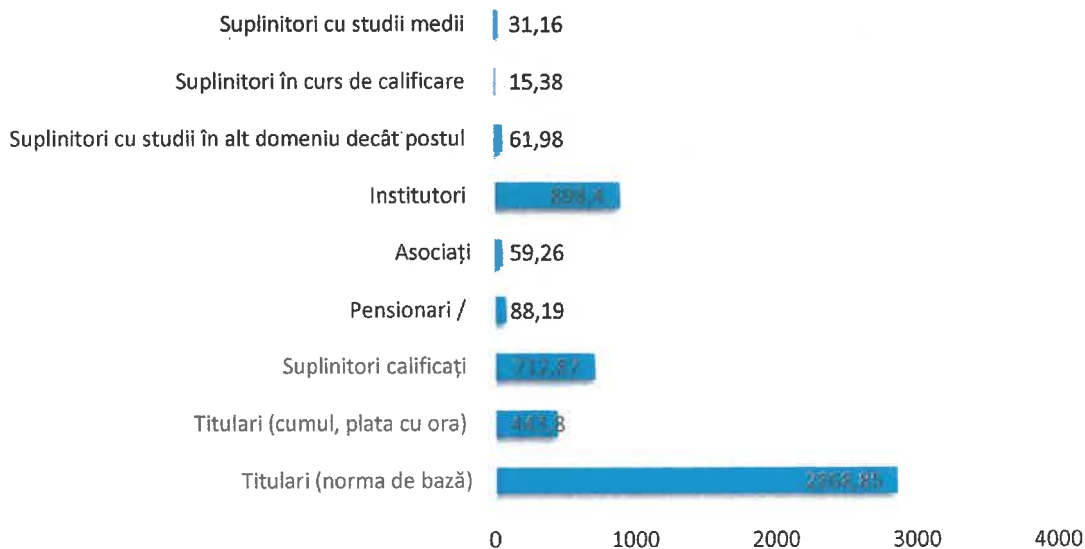 Suplinitori cu studii medii 31,16
Suplinitori în curs de calificare 15,38
Suplinitori cu studii în alt domeniu decât postul 61,98
Institutori
Asociați 59,26
Pensionari / 88,19
Suplinitori calificați
Titulari (cumul, plata cu ora) 443,8
Titulari (norma de bază)
0 1000 2000 3000 4000